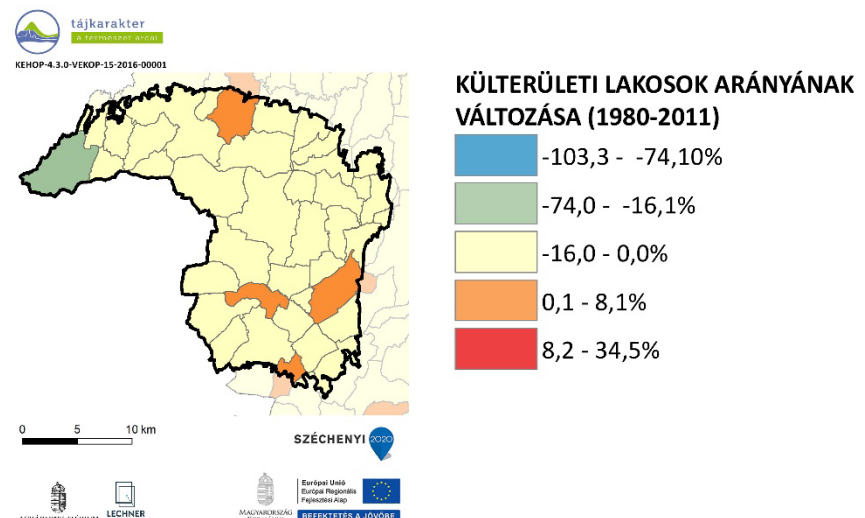 tájkarakter
a természet arcai
KEHOP-4.3.0-VEKOP-15-2016-00001
KÜLTERÜLETI LAKOSOK ARÁNYÁNAK
VÁLTOZÁSA (1980-2011)
-103,3 - -74,10%
-74,0 - -16,1%
-16,0 - 0,0%
0,1 - 8,1%
8,2 - 34,5%
0 5 10 km
SZÉCHENYI 2020
LECHNER
Európai Unió
Európai Regionális
Fejlesztési Alap
MAGYARORSZÁG
BEFEKTETÉS A JÖVŐBE